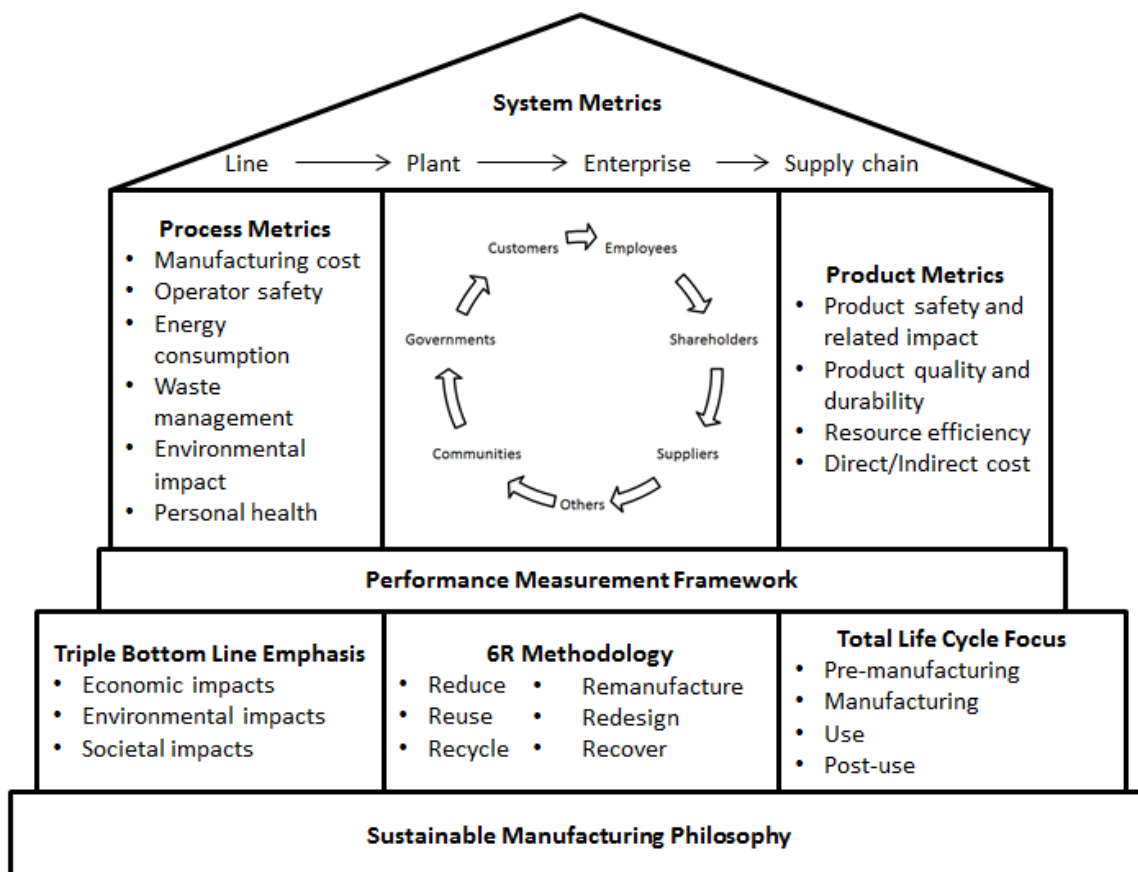 System Metrics
Line Plant Enterprise Supply chain
Process Metrics
• Manufacturing cost
• Operator safety
• Energy
consumption
• Waste
management
• Environmental
impact
• Personal health
Customers Employees
Governments Shareholders
Communities Suppliers
Others
Product Metrics
• Product safety and
related impact
• Product quality and
durability
• Resource efficiency
• Direct/Indirect cost
Performance Measurement Framework
Triple Bottom Line Emphasis
• Economic impacts
• Environmental impacts
• Societal impacts
6R Methodology
• Reduce • Remanufacture
• Reuse • Redesign
• Recycle • Recover
Total Life Cycle Focus
• Pre-manufacturing
• Manufacturing
• Use
• Post-use
Sustainable Manufacturing Philosophy